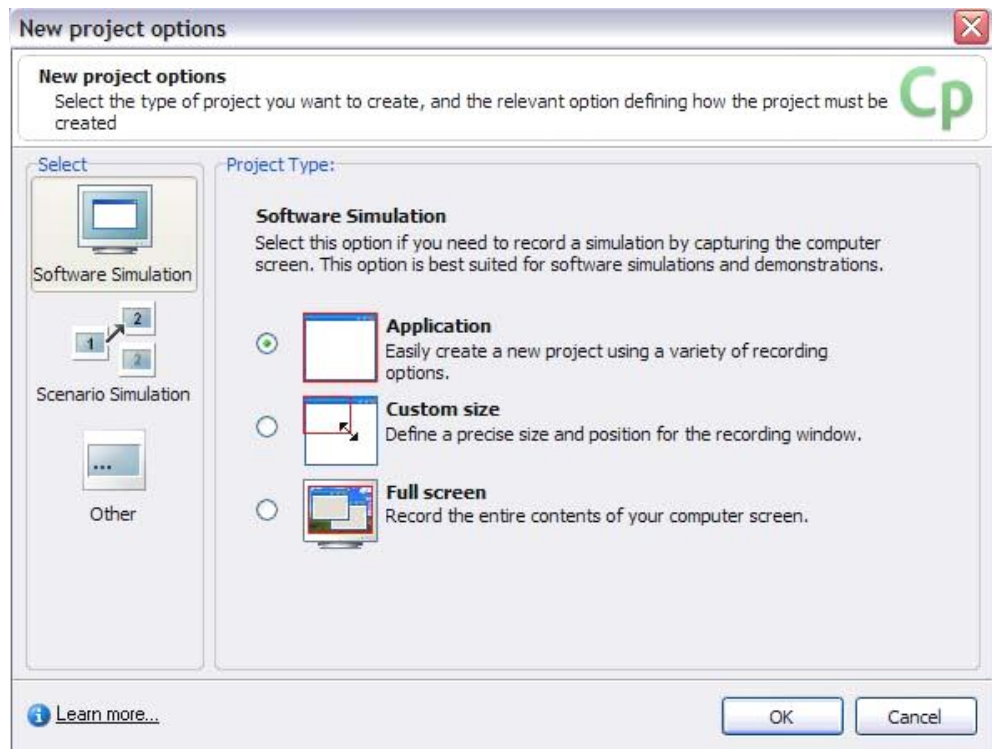 New project options
New project options
Select the type of project you want to create, and the relevant option defining how the project must be
created
Cp
Select
Software Simulation
1
2
2
Scenario Simulation
...
Other
Project Type:
Software Simulation
Select this option if you need to record a simulation by capturing the computer
screen. This option is best suited for software simulations and demonstrations.
Application
Easily create a new project using a variety of recording
options.
Custom size
Define a precise size and position for the recording window.
Full screen
Record the entire contents of your computer screen.
i
Learn more...
OK
Cancel